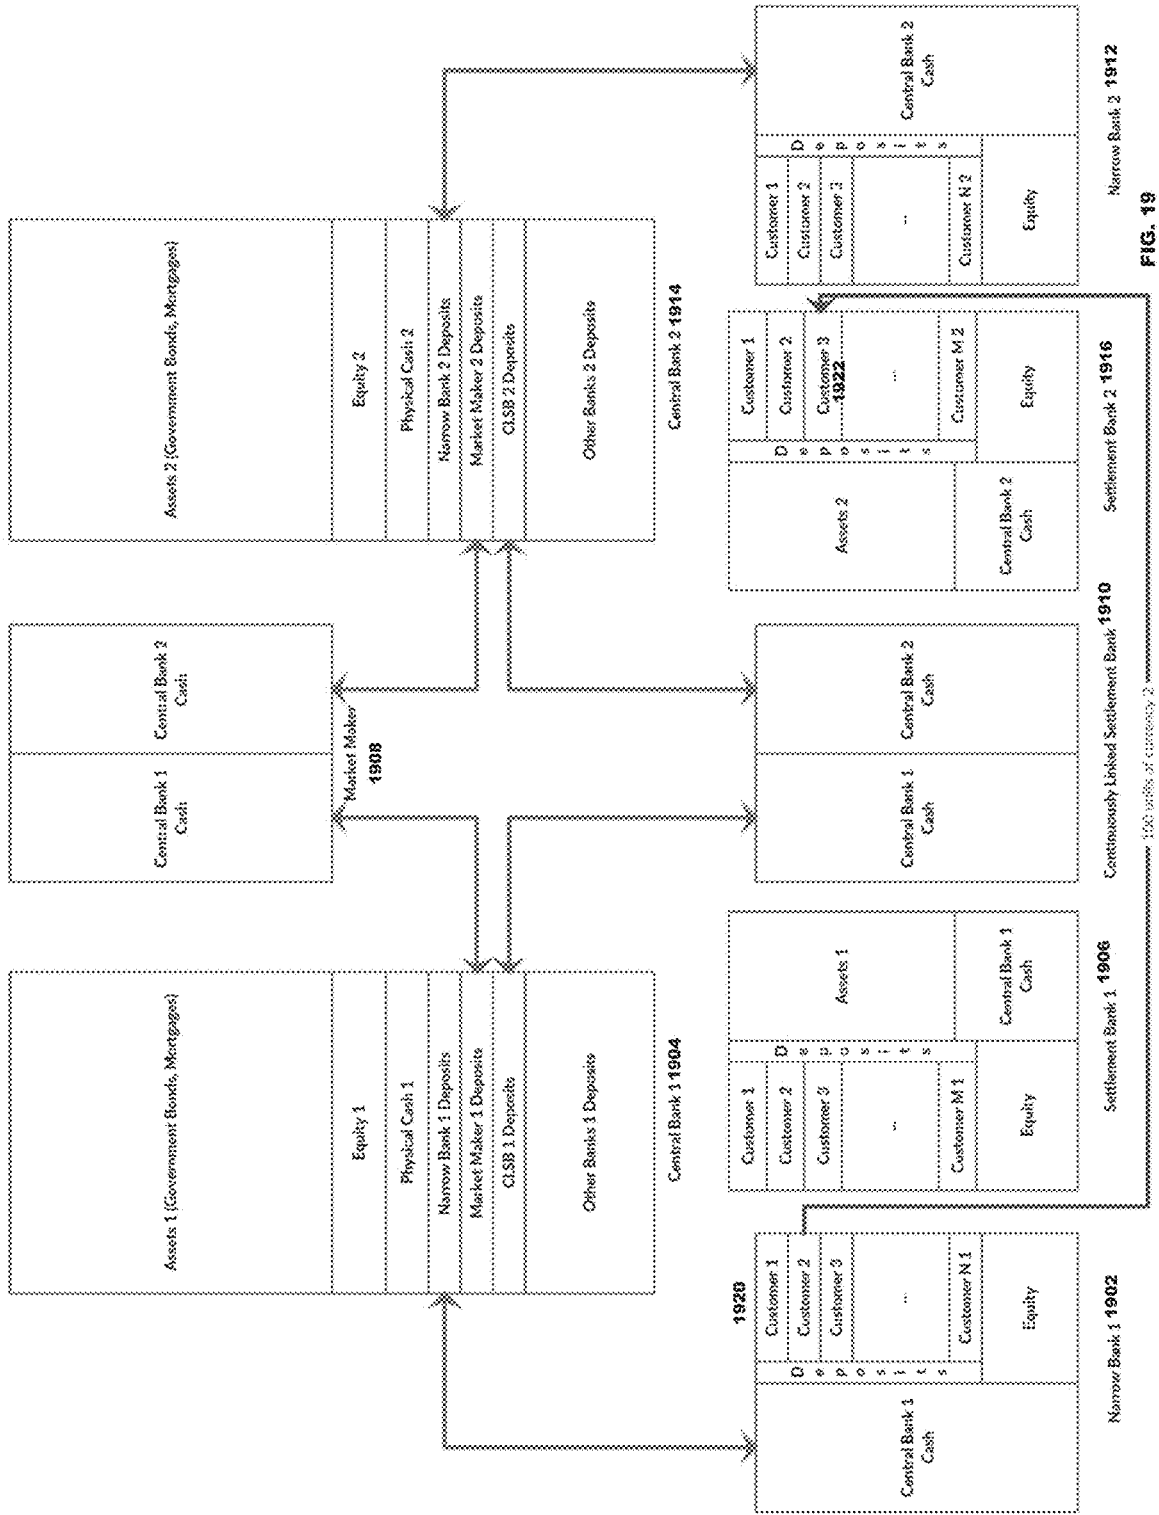 Assets 1 (Government Bonds, Mortgages)
Equity 1
Physical Cash 1
Narrow Bank 1 Deposits
Market Maker 1 Deposits
CLSB 1 Deposits
Other Banks 1 Deposits
Central Bank 1 1904
Central Bank 1
Cash
Central Bank 2
Cash
Market Maker
1908
Assets 2 (Government Bonds, Mortgages)
Equity 2
Physical Cash 2
Narrow Bank 2 Deposits
Market Maker 2 Deposits
CLSB 2 Deposits
Other Banks 2 Deposits
Central Bank 2 1914
1920
Central Bank 1
Cash
Deposits
Customer 1
Customer 2
Customer 3
...
Customer N 1
Equity
Narrow Bank 1 1902
Customer 1
Customer 2
Customer 3
...
Customer M 1
Deposits
Equity
Assets 1
Central Bank 1
Cash
Settlement Bank 1 1906
Central Bank 1
Cash
Central Bank 2
Cash
Continuously Linked Settlement Bank 1910
Assets 2
Central Bank 2
Cash
Deposits
Customer 1
Customer 2
Customer 3
1922
...
Customer M 2
Equity
Settlement Bank 2 1916
Customer 1
Customer 2
Customer 3
...
Customer N 2
Deposits
Equity
Central Bank 2
Cash
Narrow Bank 2 1912
100 units of currency 2
FIG. 19